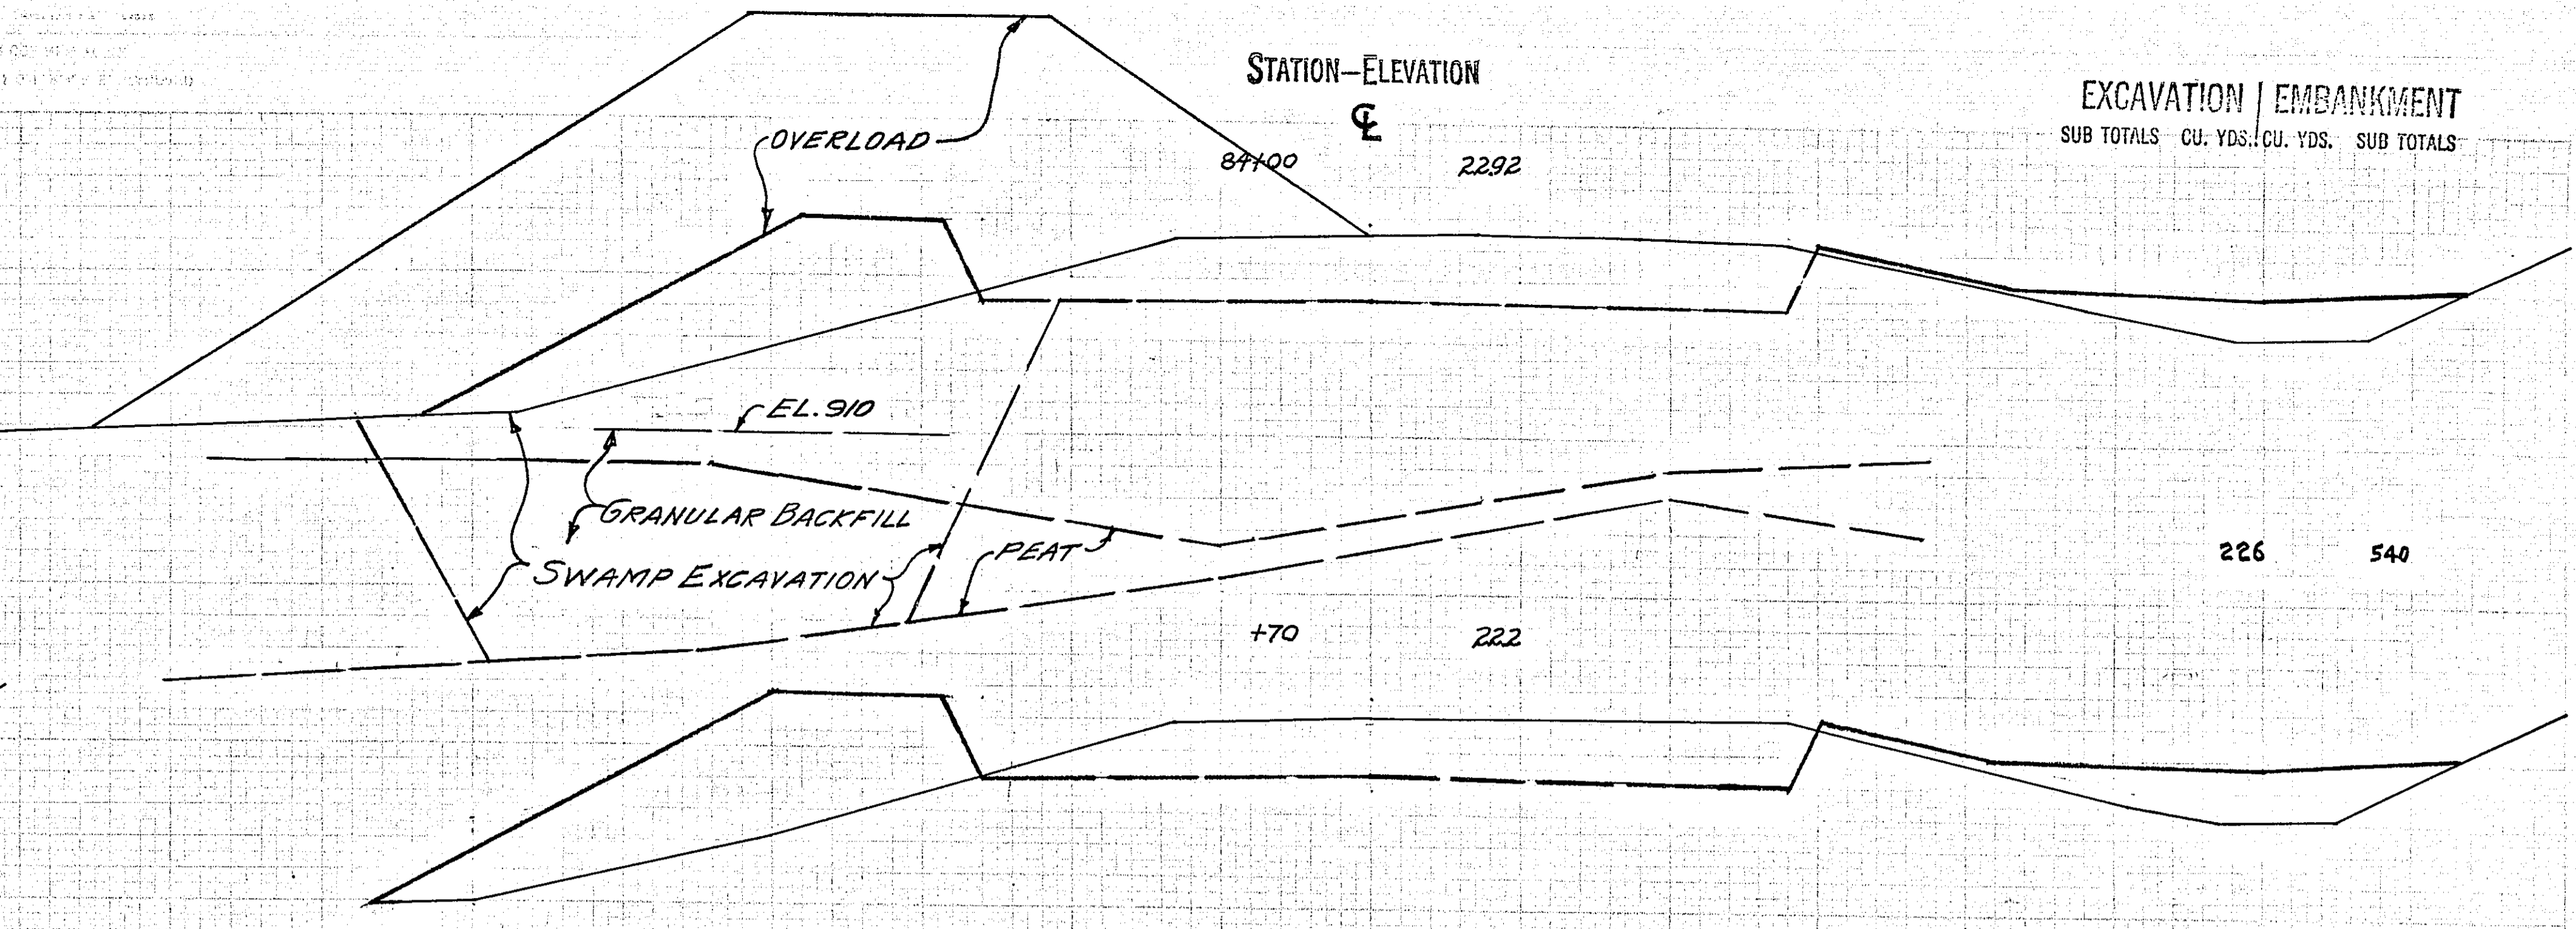 STATION-ELEVATION
℄
EXCAVATION | EMBANKMENT
SUB TOTALS CU. YDS. CU. YDS. SUB TOTALS
OVERLOAD
84+00 2292
EL. 910
GRANULAR BACKFILL
SWAMP EXCAVATION
PEAT
226 540
+70 222